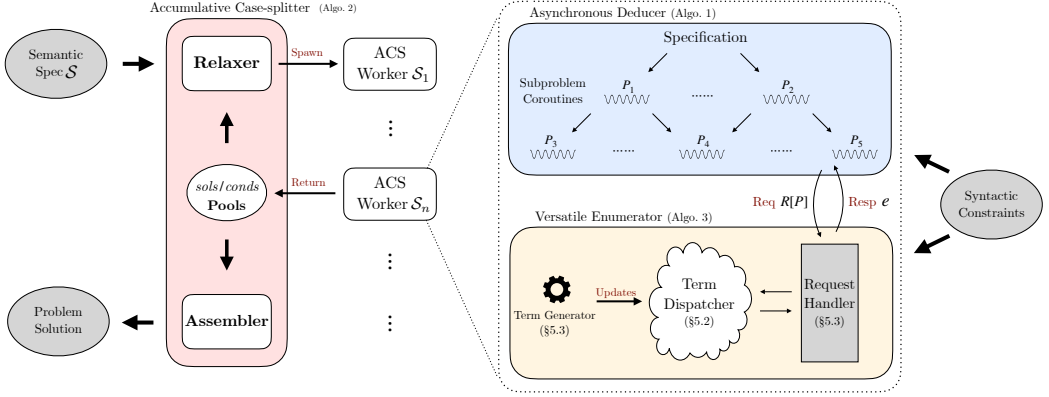 Accumulative Case-splitter (Algo. 2)
Semantic
Spec 𝒮
Relaxer
Spawn
ACS
Worker 𝒮₁
sols/conds
Pools
Return
ACS
Worker 𝒮ₙ
Assembler
Problem
Solution
Asynchronous Deducer (Algo. 1)
Specification
Subproblem
Coroutines
P₁
......
P₂
P₃
......
P₄
......
P₅
Req R[P]
Resp e
Syntactic
Constraints
Versatile Enumerator (Algo. 3)
Term Generator
(§5.3)
Updates
Term
Dispatcher
(§5.2)
Request
Handler
(§5.3)